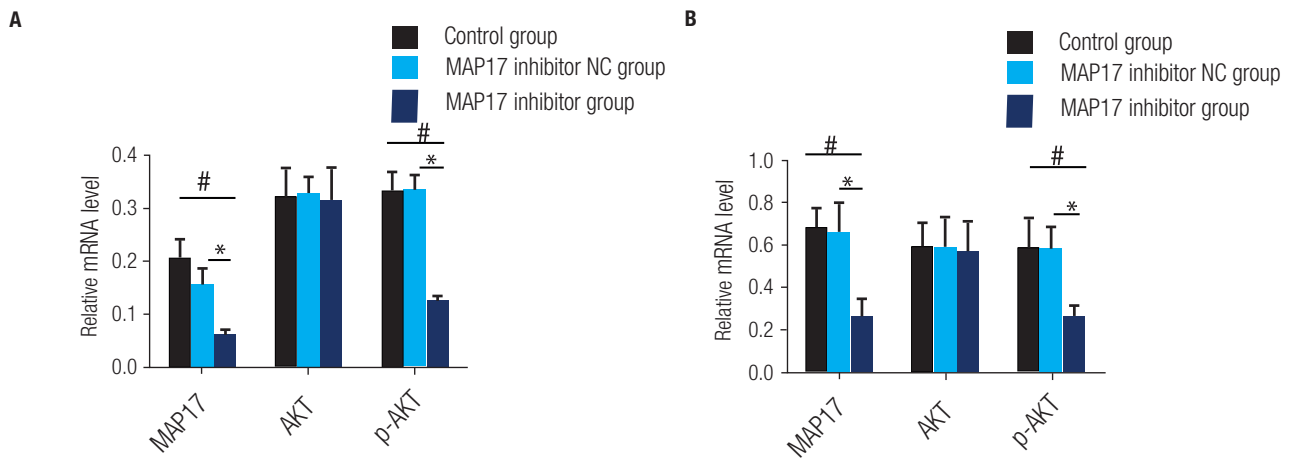 A
Control group
MAP17 inhibitor NC group
MAP17 inhibitor group
#
*
#
*
0.4
0.3
0.2
0.1
0.0
Relative mRNA level
MAP17
AKT
p-AKT
B
Control group
MAP17 inhibitor NC group
MAP17 inhibitor group
#
*
#
*
1.0
0.8
0.6
0.4
0.2
0.0
Relative mRNA level
MAP17
AKT
p-AKT